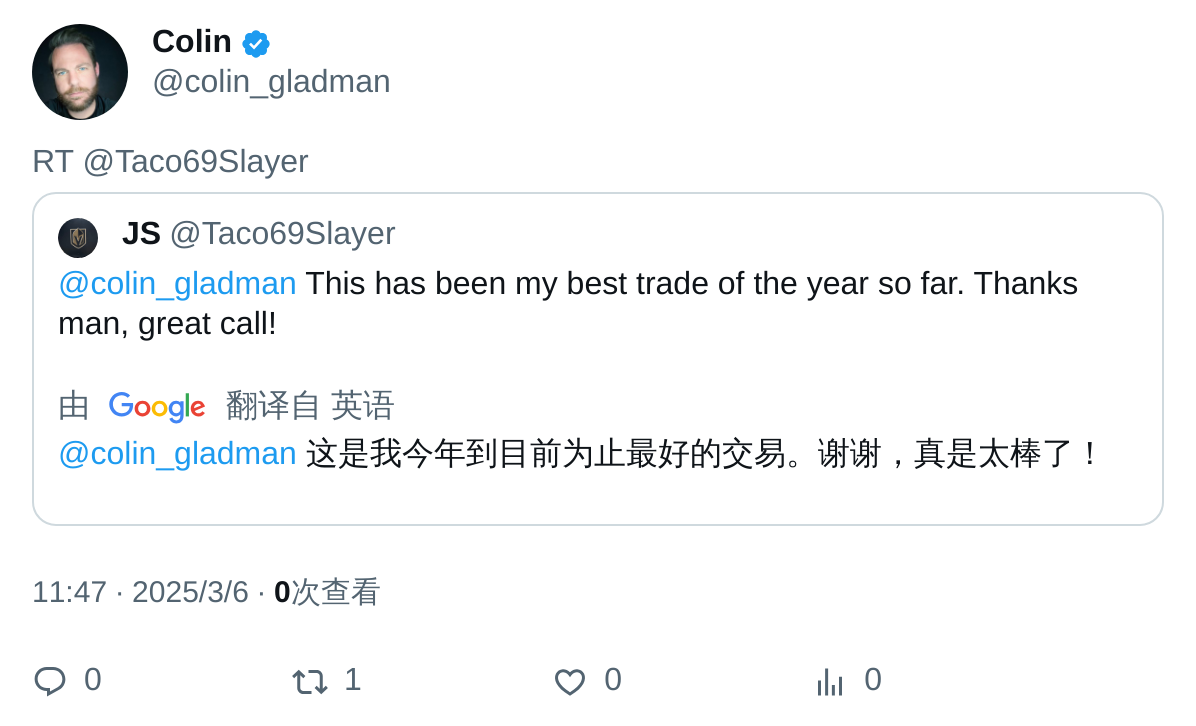 Colin
@colin_gladman
RT @Taco69Slayer
JS @Taco69Slayer
@colin_gladman This has been my best trade of the year so far. Thanks
man, great call!
由 Google 翻译自 英语
@colin_gladman 这是我今年到目前为止最好的交易。谢谢，真是太棒了！
11:47 · 2025/3/6 · 0次查看
0 1 0 0